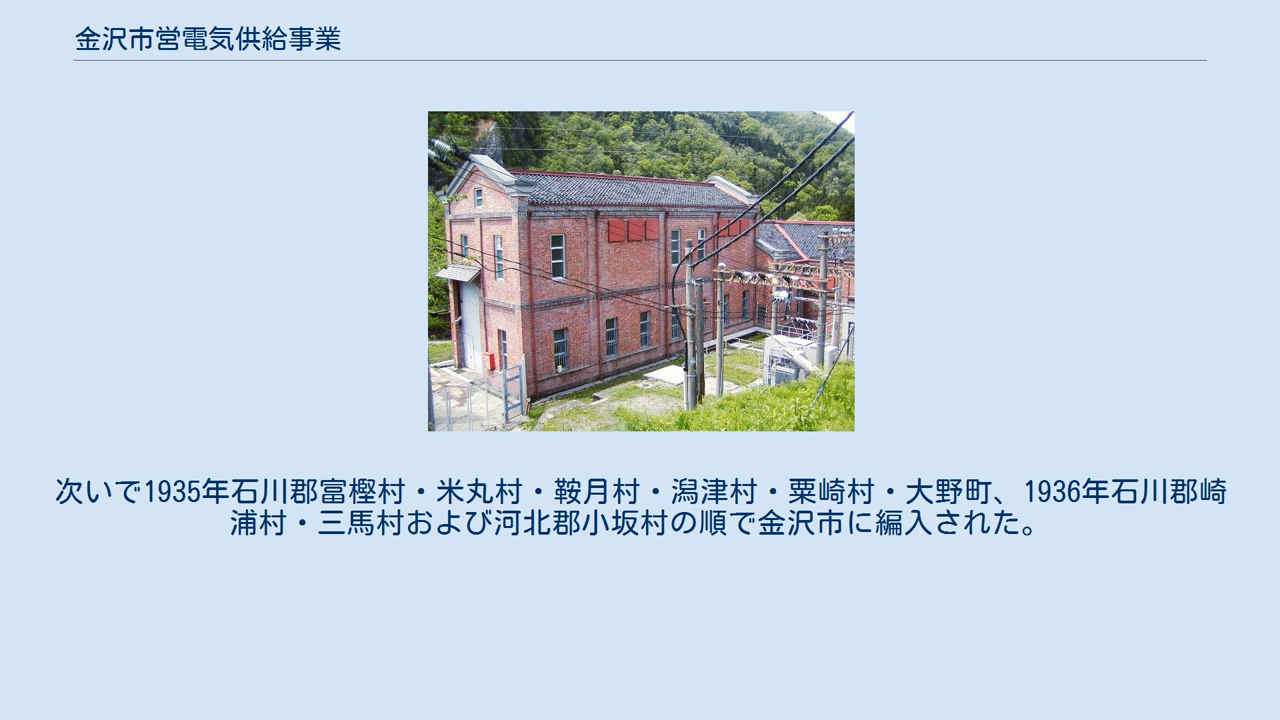 金沢市営電気供給事業
次いで1935年石川郡富樫村・米丸村・鞍月村・潟津村・粟崎村・大野町、1936年石川郡崎
浦村・三馬村および河北郡小坂村の順で金沢市に編入された。